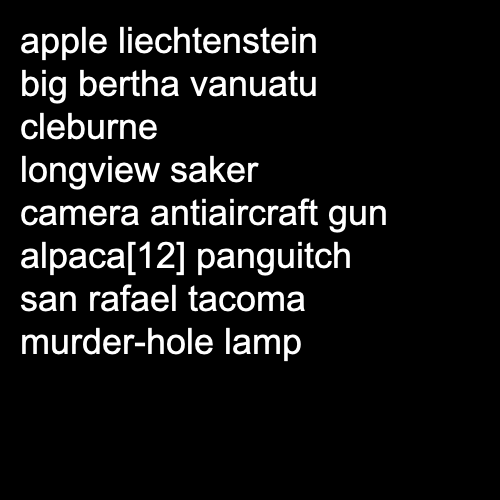 apple liechtenstein
big bertha vanuatu
cleburne
longview saker
camera antiaircraft gun
alpaca[12] panguitch
san rafael tacoma
murder-hole lamp